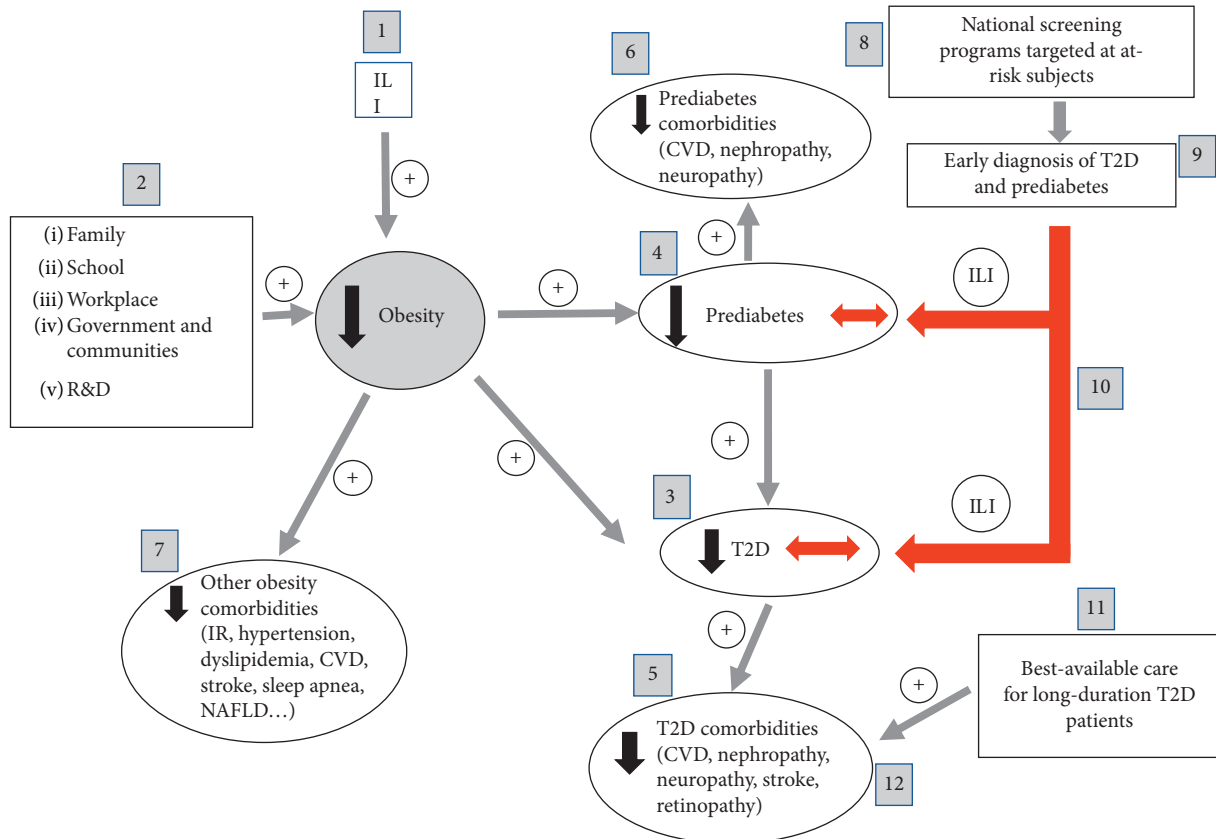 1
IL
I
+
2
(i) Family
(ii) School
(iii) Workplace
(iv) Government and
communities
(v) R&D
+
Obesity
+
6
Prediabetes
comorbidities
(CVD, nephropathy,
neuropathy)
+
4
Prediabetes
8
National screening
programs targeted at at-
risk subjects
9
Early diagnosis of T2D
and prediabetes
ILI
10
ILI
+
+
+
3
T2D
7
Other obesity
comorbidities
(IR, hypertension,
dyslipidemia, CVD,
stroke, sleep apnea,
NAFLD...)
+
5
T2D comorbidities
(CVD, nephropathy,
neuropathy, stroke,
retinopathy)
12
+
11
Best-available care
for long-duration T2D
patients